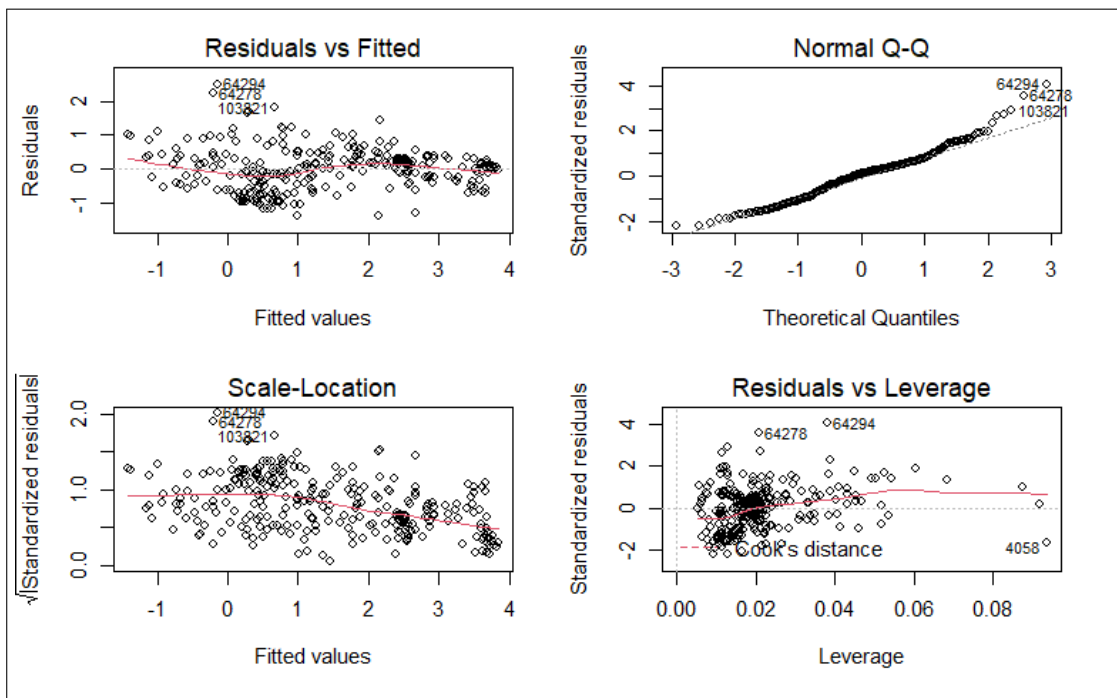 Residuals vs Fitted
Residuals
2
1
0
-1
64294
64278
103821
-1 0 1 2 3 4
Fitted values
Normal Q-Q
Standardized residuals
4
2
0
-2
64294
64278
103821
-3 -2 -1 0 1 2 3
Theoretical Quantiles
Scale-Location
√|Standardized residuals|
2.0
1.0
0.0
64294
64278
103821
-1 0 1 2 3 4
Fitted values
Residuals vs Leverage
Standardized residuals
4
2
0
-2
64294
64278
4058
Cook's distance
0.00 0.02 0.04 0.06 0.08
Leverage